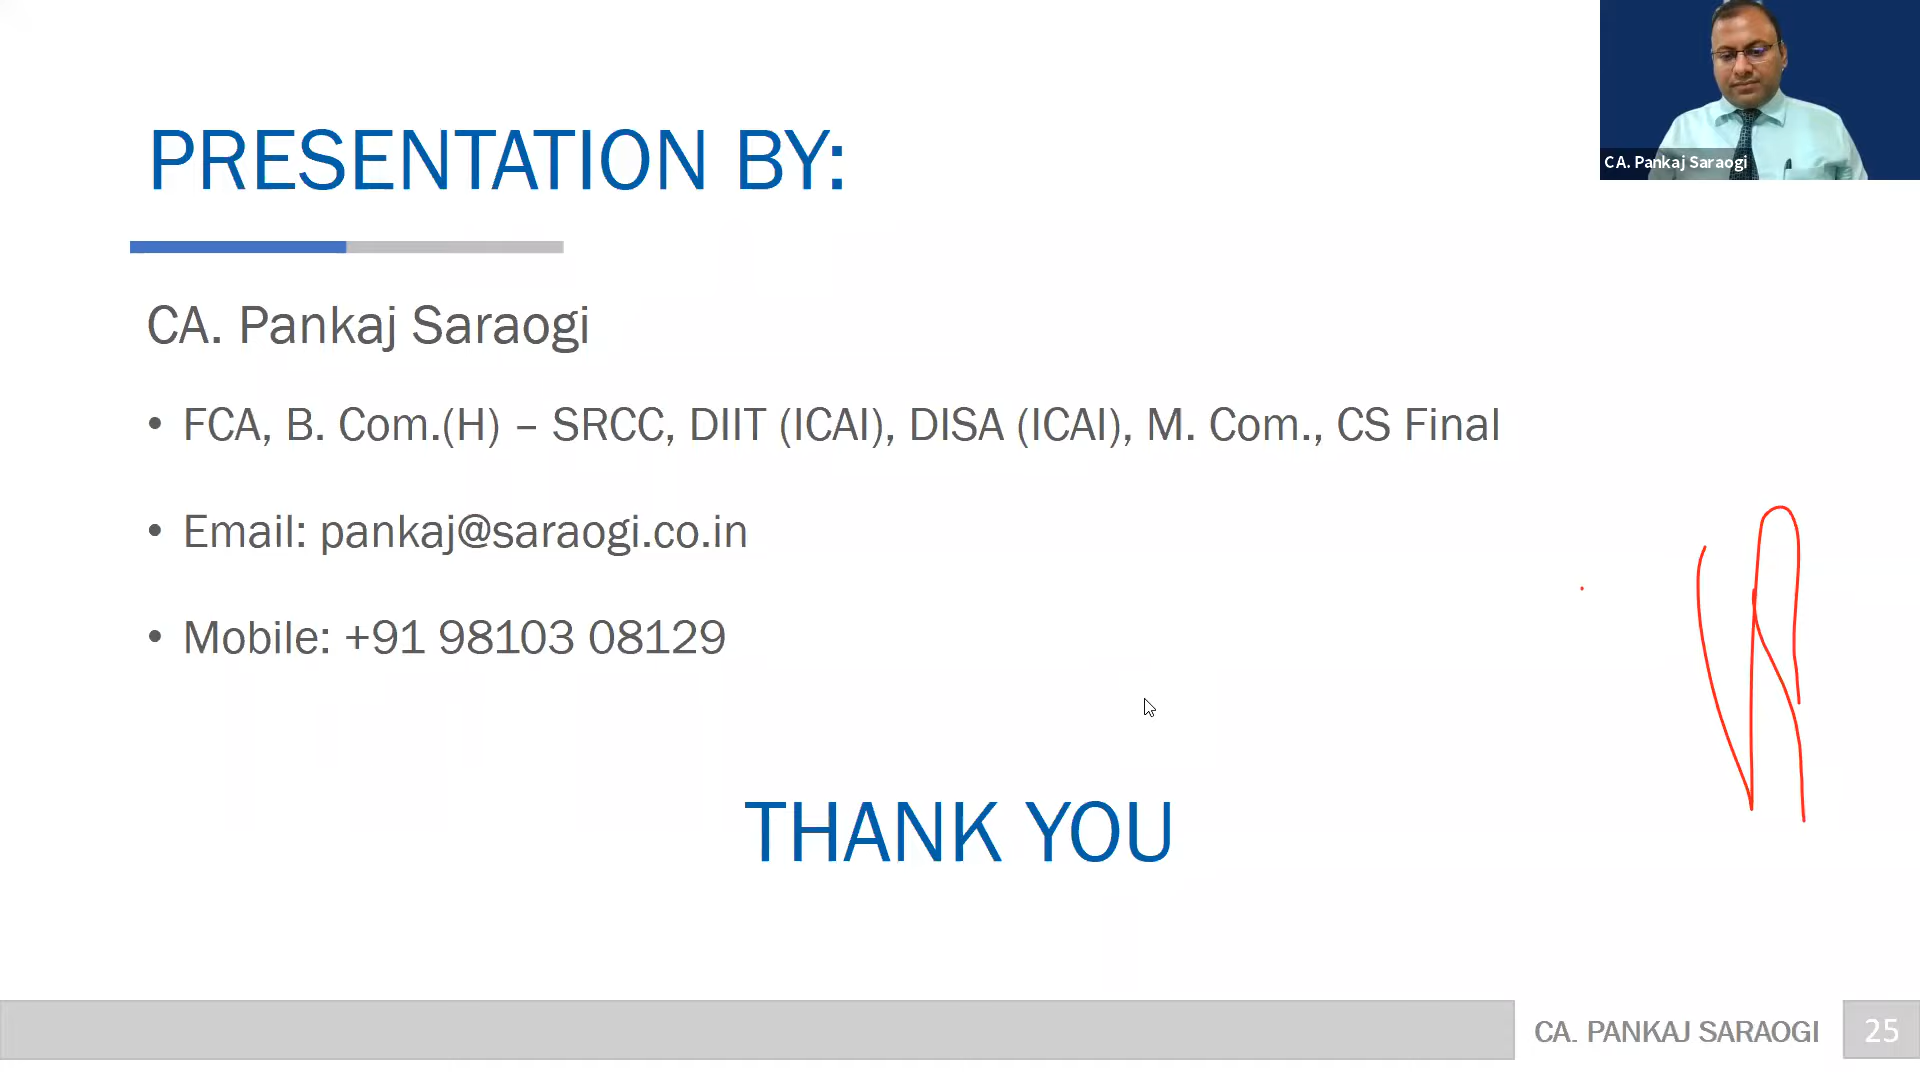 PRESENTATION BY:
CA. Pankaj Saraogi
CA. Pankaj Saraogi
• FCA, B. Com.(H) – SRCC, DIIT (ICAI), DISA (ICAI), M. Com., CS Final
• Email: pankaj@saraogi.co.in
• Mobile: +91 98103 08129
THANK YOU
CA. PANKAJ SARAOGI
25